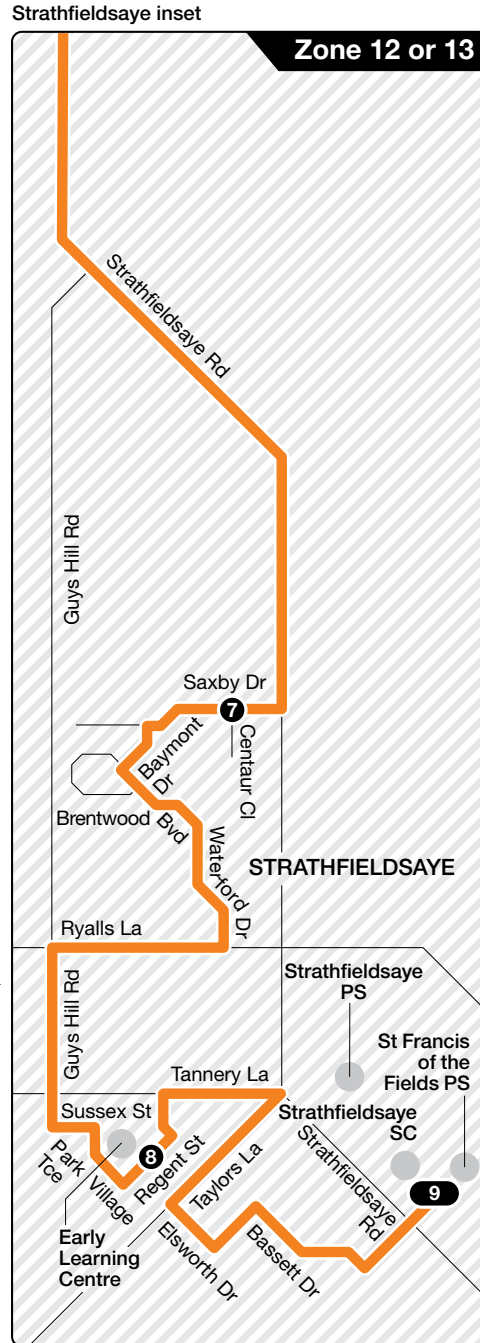 Strathfieldsaye inset
Zone 12 or 13
Strathfieldsaye Rd
Guys Hill Rd
Saxby Dr
7
Centaur Cl
Baymont
Dr
Brentwood
Bvd
Waterford
Dr
STRATHFIELDSAYE
Ryalls La
Strathfieldsaye
PS
Guys Hill Rd
St Francis
of the
Fields PS
Tannery La
Sussex St
Strathfieldsaye
SC
Strathfieldsaye
Rd
Park
Tce
Village
8
Regent St
Taylors La
9
Early
Learning
Centre
Elsworth Dr
Bassett Dr